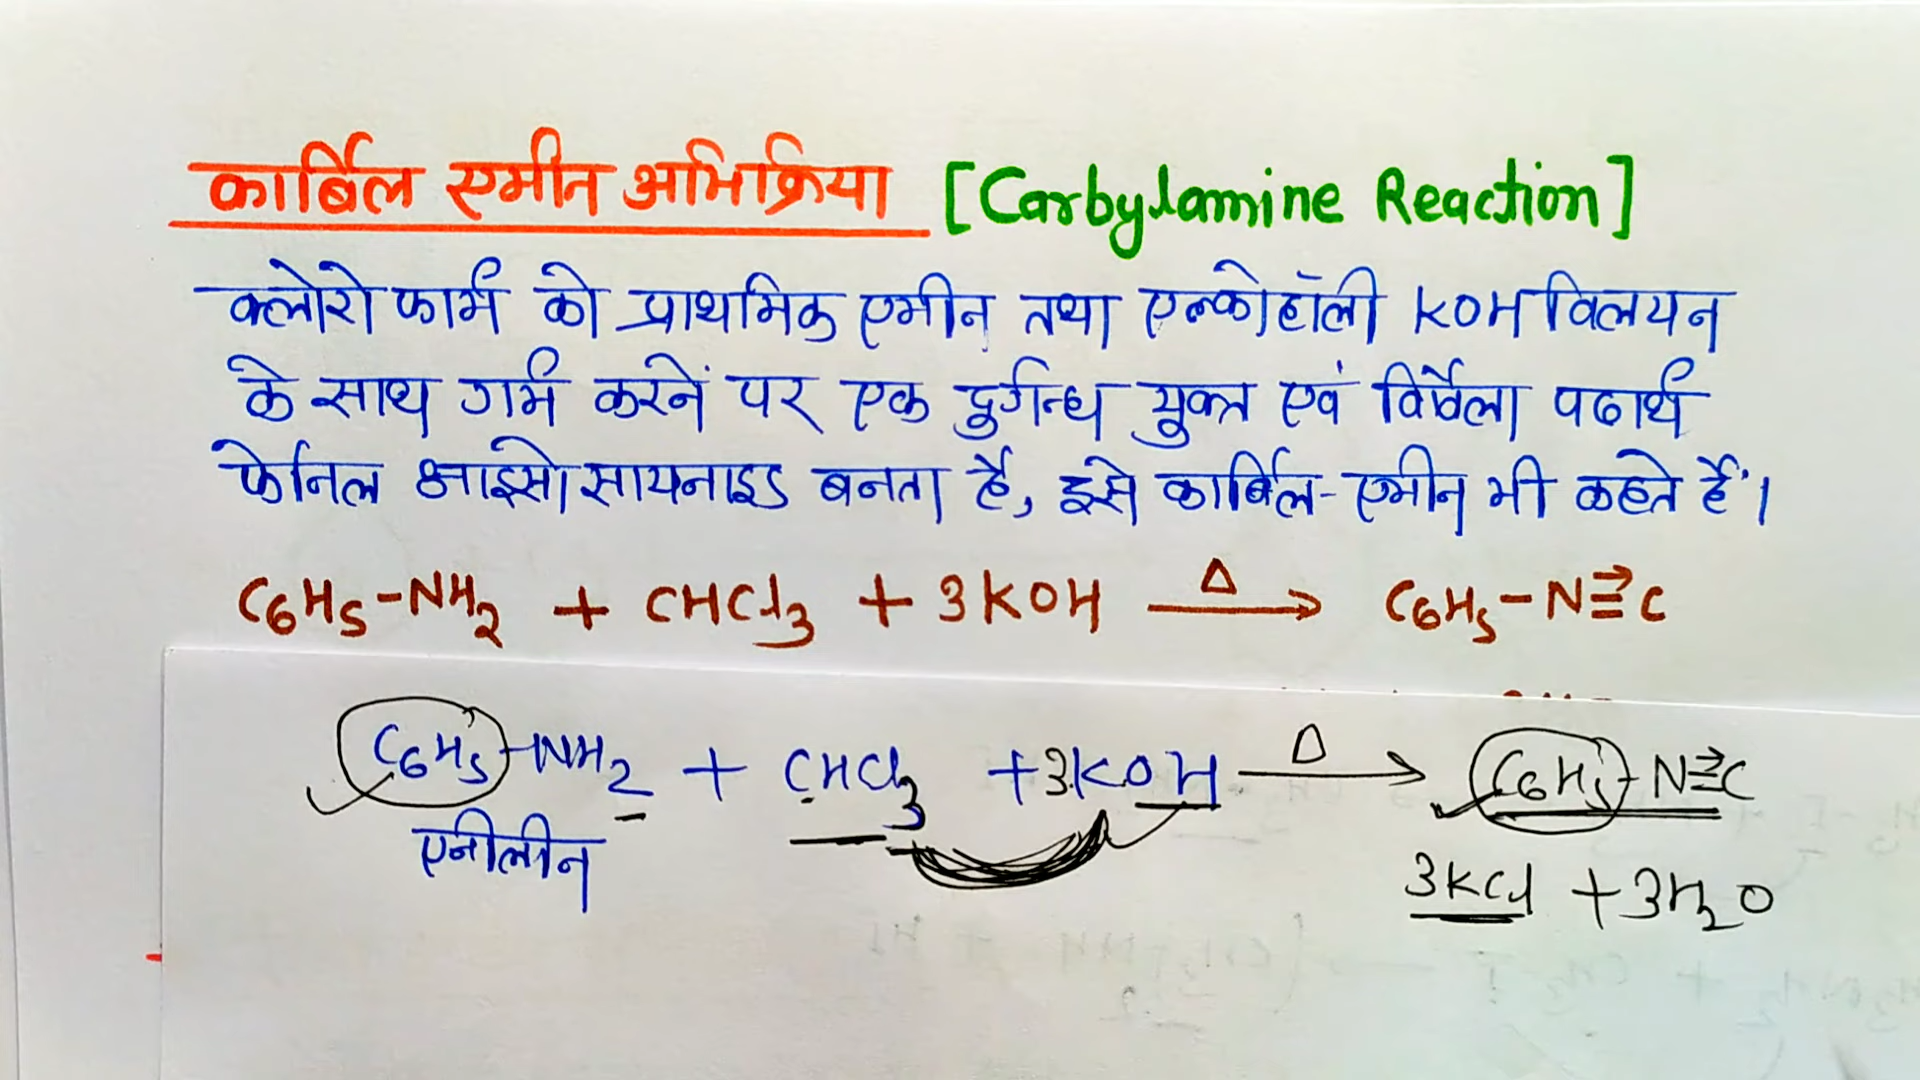 कार्बिल एमीन अभिक्रिया [Carbylamine Reaction]
क्लोरो फार्म को प्राथमिक एमीन तथा एल्कोहॉली KOH विलयन
के साथ गर्म करनें पर एक दुर्गन्ध युक्त एवं विषैला पदार्थ
फेनिल आइसोसायनाइड बनता है, इसे कार्बिल-एमीन भी कहते हैं।
C6H5-NH2 + CHCl3 + 3KOH Δ→ C6H5-N≡C
C6H5-NH2 + CHCl3 + 3KOH Δ→ C6H5-N≡C
एनीलीन
3KCl + 3H2O